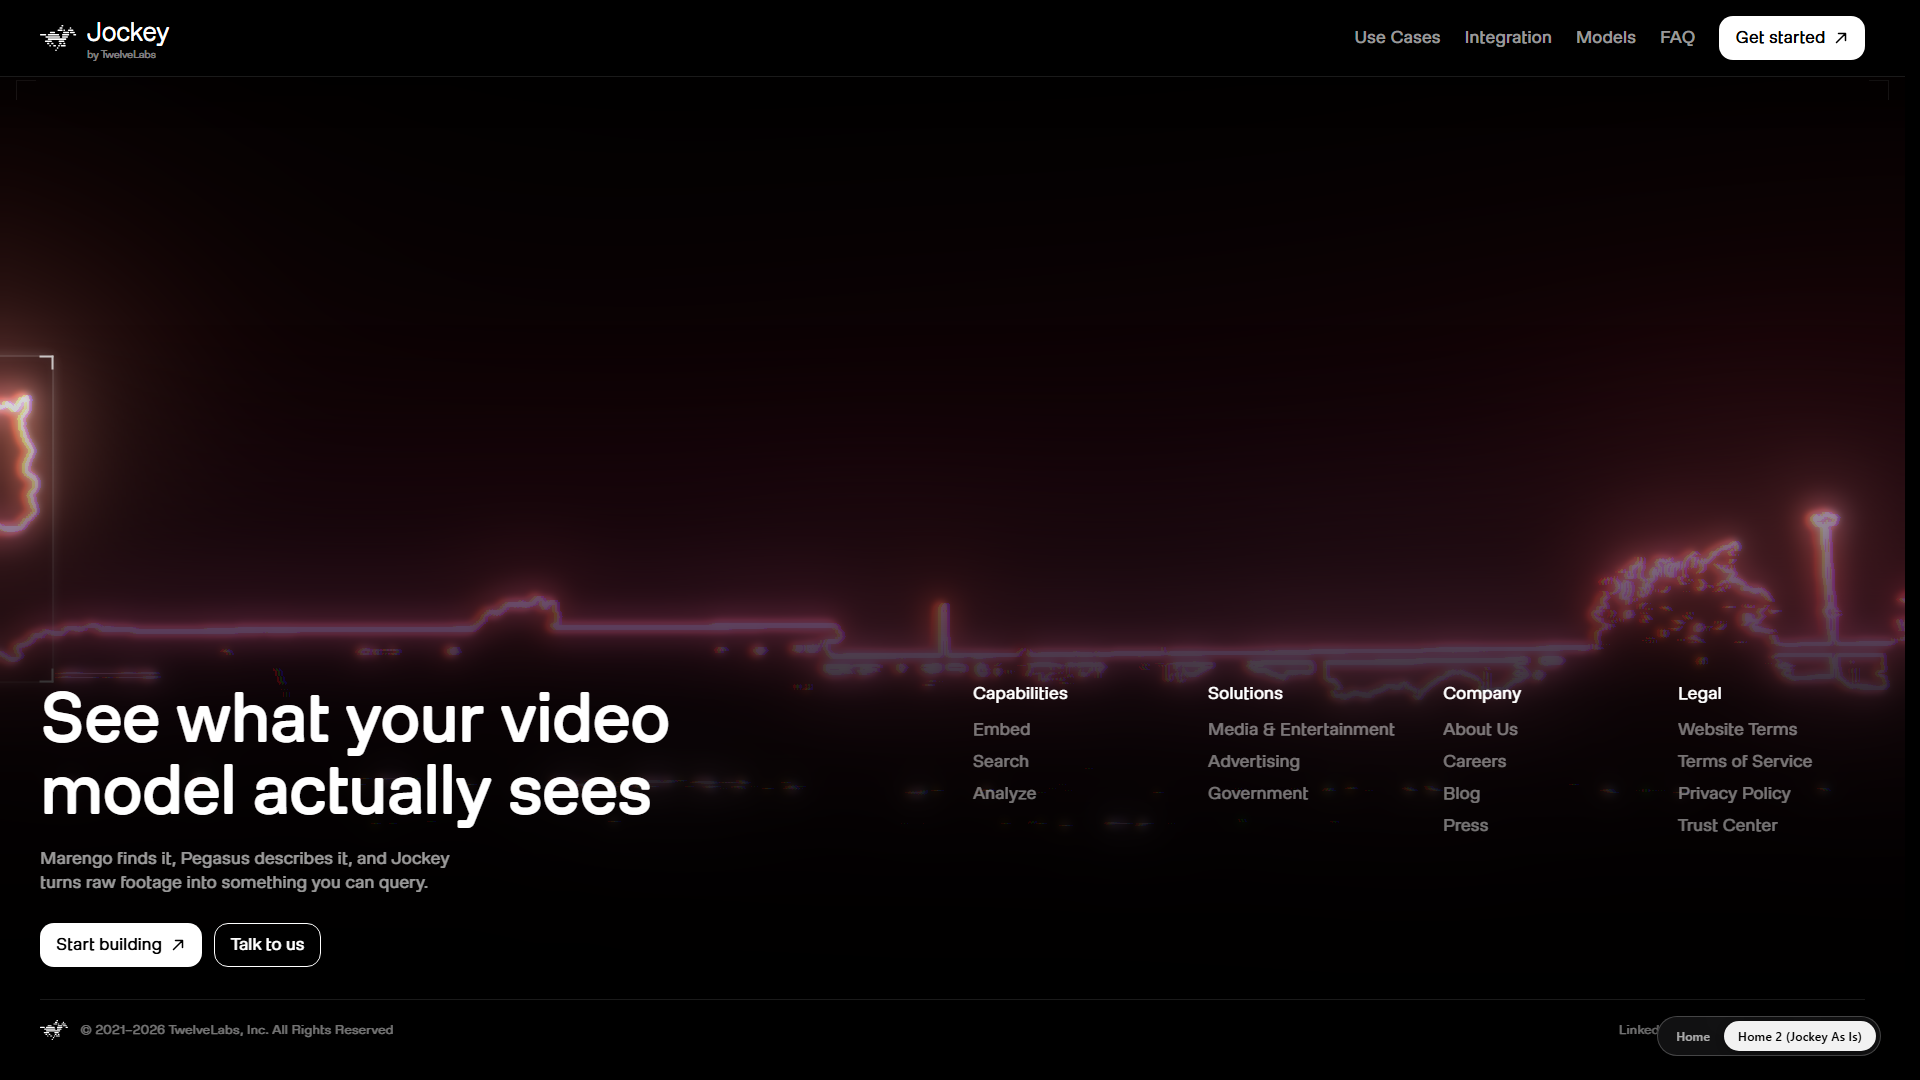 Jockey
by TwelveLabs
Use Cases
Integration
Models
FAQ
Get started
See what your video
model actually sees
Marengo finds it, Pegasus describes it, and Jockey
turns raw footage into something you can query.
Start building
Talk to us
Capabilities
Embed
Search
Analyze
Solutions
Media & Entertainment
Advertising
Government
Company
About Us
Careers
Blog
Press
Legal
Website Terms
Terms of Service
Privacy Policy
Trust Center
© 2021–2026 TwelveLabs, Inc. All Rights Reserved
Home
Home 2 (Jockey As Is)